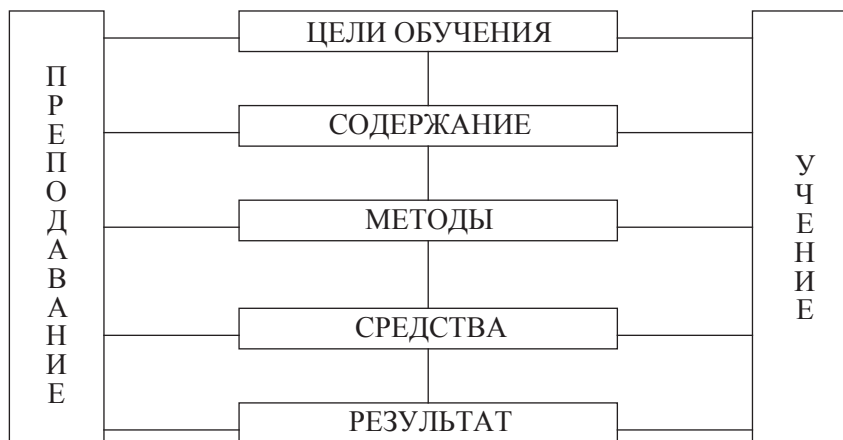 ПРЕПОДАВАНИЕ
ЦЕЛИ ОБУЧЕНИЯ
СОДЕРЖАНИЕ
МЕТОДЫ
СРЕДСТВА
РЕЗУЛЬТАТ
УЧЕНИЕ